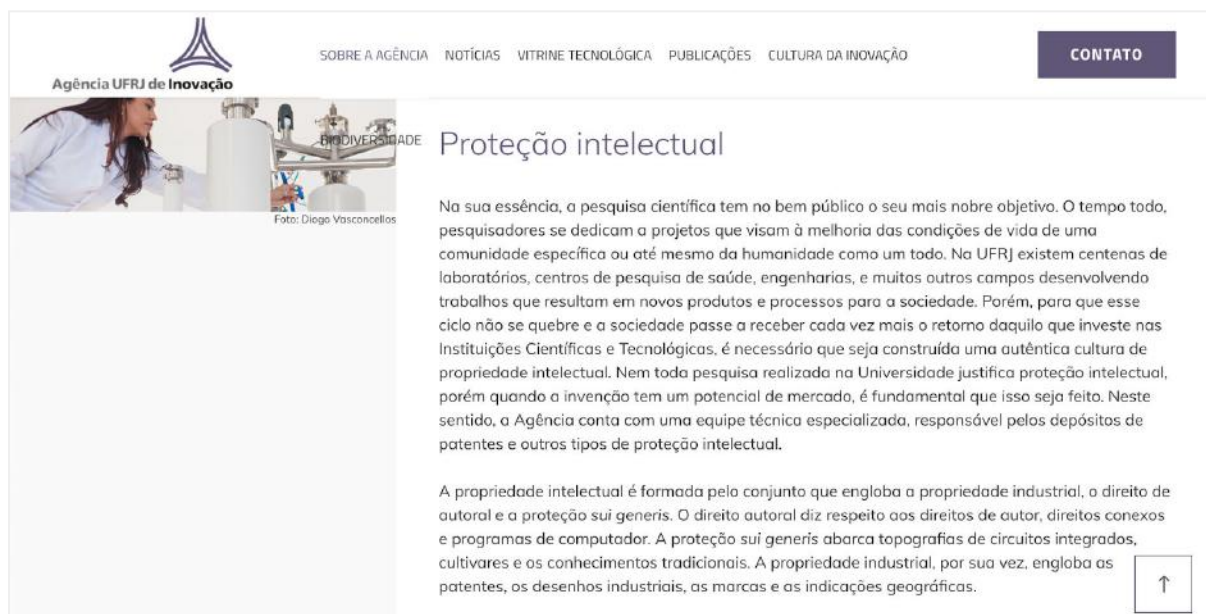 SOBRE A AGÊNCIA NOTÍCIAS VITRINE TECNOLÓGICA PUBLICAÇÕES CULTURA DA INOVAÇÃO
CONTATO
Agência UFRJ de Inovação
BIODIVERSIDADE
Foto: Diogo Vasconcellos
Proteção intelectual
Na sua essência, a pesquisa científica tem no bem público o seu mais nobre objetivo. O tempo todo,
pesquisadores se dedicam a projetos que visam à melhoria das condições de vida de uma
comunidade específica ou até mesmo da humanidade como um todo. Na UFRJ existem centenas de
laboratórios, centros de pesquisa de saúde, engenharias, e muitos outros campos desenvolvendo
trabalhos que resultam em novos produtos e processos para a sociedade. Porém, para que esse
ciclo não se quebre e a sociedade passe a receber cada vez mais o retorno daquilo que investe nas
Instituições Científicas e Tecnológicas, é necessário que seja construída uma autêntica cultura de
propriedade intelectual. Nem toda pesquisa realizada na Universidade justifica proteção intelectual,
porém quando a invenção tem um potencial de mercado, é fundamental que isso seja feito. Neste
sentido, a Agência conta com uma equipe técnica especializada, responsável pelos depósitos de
patentes e outros tipos de proteção intelectual.
A propriedade intelectual é formada pelo conjunto que engloba a propriedade industrial, o direito de
autoral e a proteção sui generis. O direito autoral diz respeito aos direitos de autor, direitos conexos
e programas de computador. A proteção sui generis abarca topografias de circuitos integrados,
cultivares e os conhecimentos tradicionais. A propriedade industrial, por sua vez, engloba as
patentes, os desenhos industriais, as marcas e as indicações geográficas.